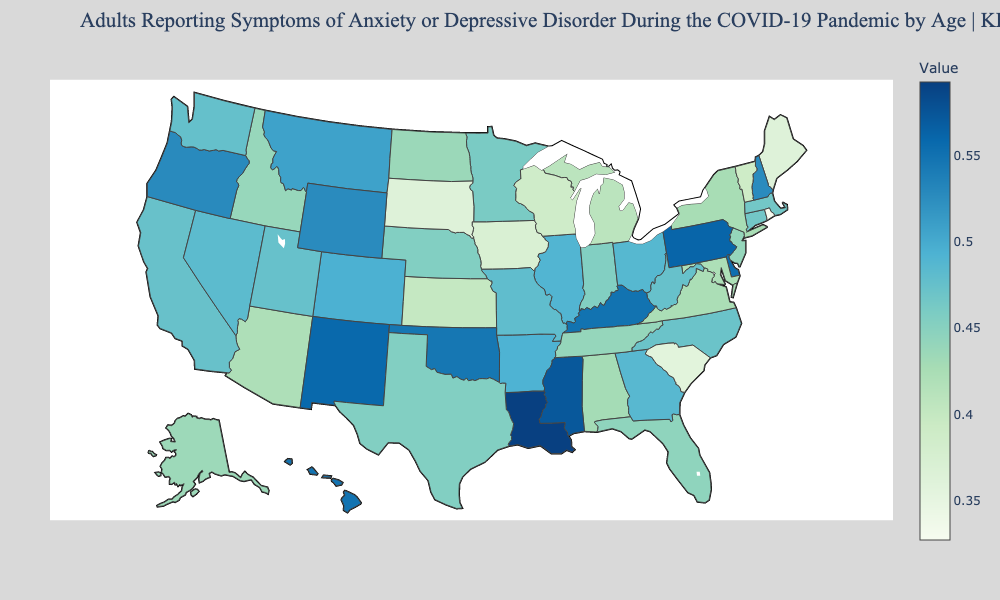 Adults Reporting Symptoms of Anxiety or Depressive Disorder During the COVID-19 Pandemic by Age |
Value
0.55
0.5
0.45
0.4
0.35